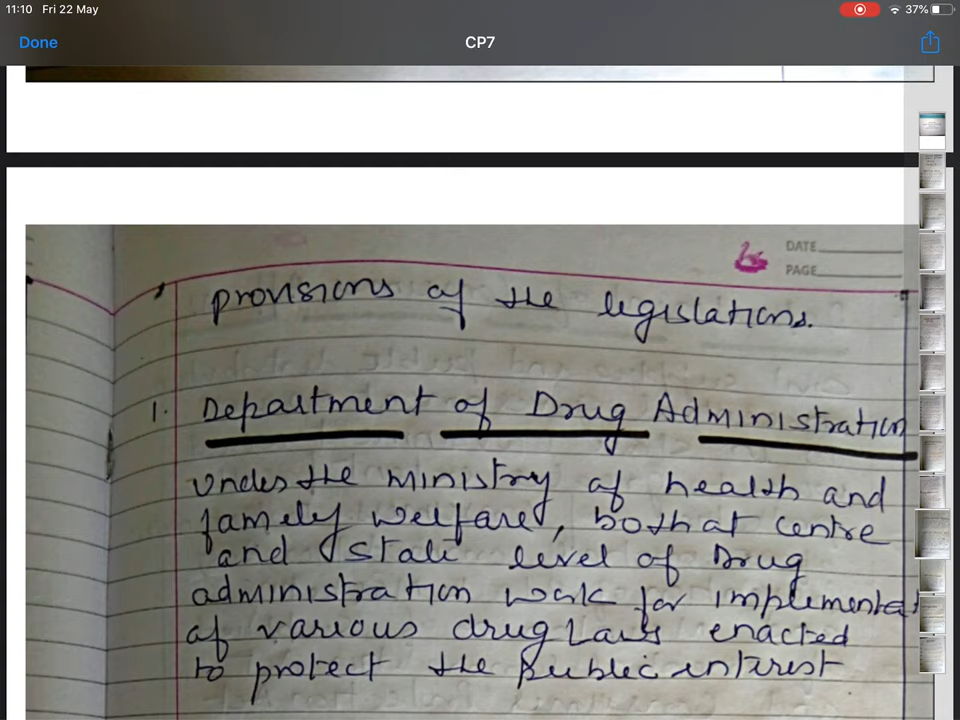 11:10 Fri 22 May
37%
Done
CP7
DATE
PAGE
provisions of the legislations.
1. Department of Drug Administration
Under the ministry of health and
family welfare, both at centre
and state level of Drug
administration work for implementa
of various drug Laws enacted
to protect the public interest